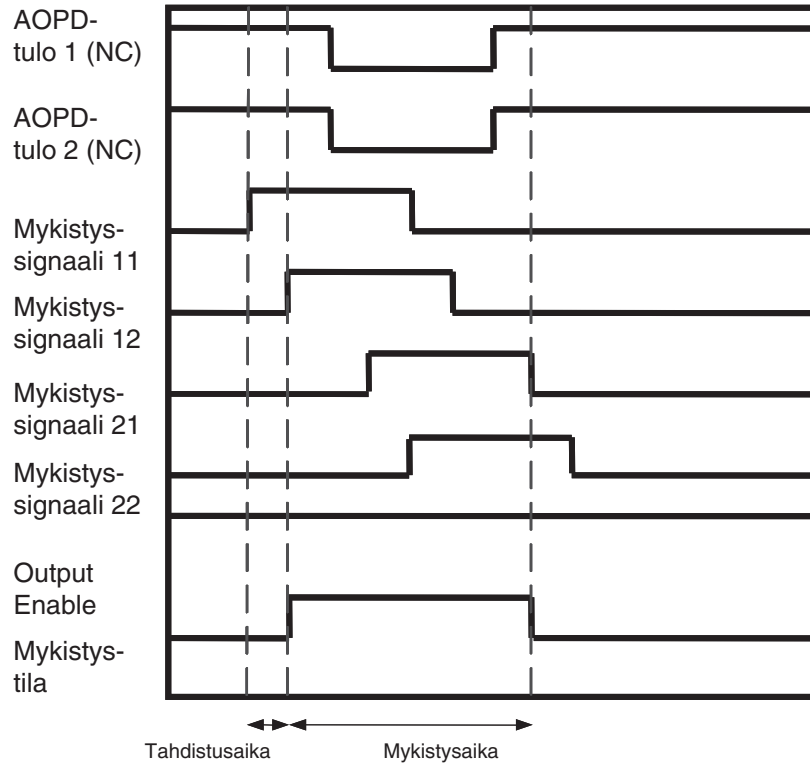 AOPD-
tulo 1 (NC)
AOPD-
tulo 2 (NC)
Mykistys-
signaali 11
Mykistys-
signaali 12
Mykistys-
signaali 21
Mykistys-
signaali 22
Output
Enable
Mykistys-
tila
Tahdistusaika
Mykistysaika